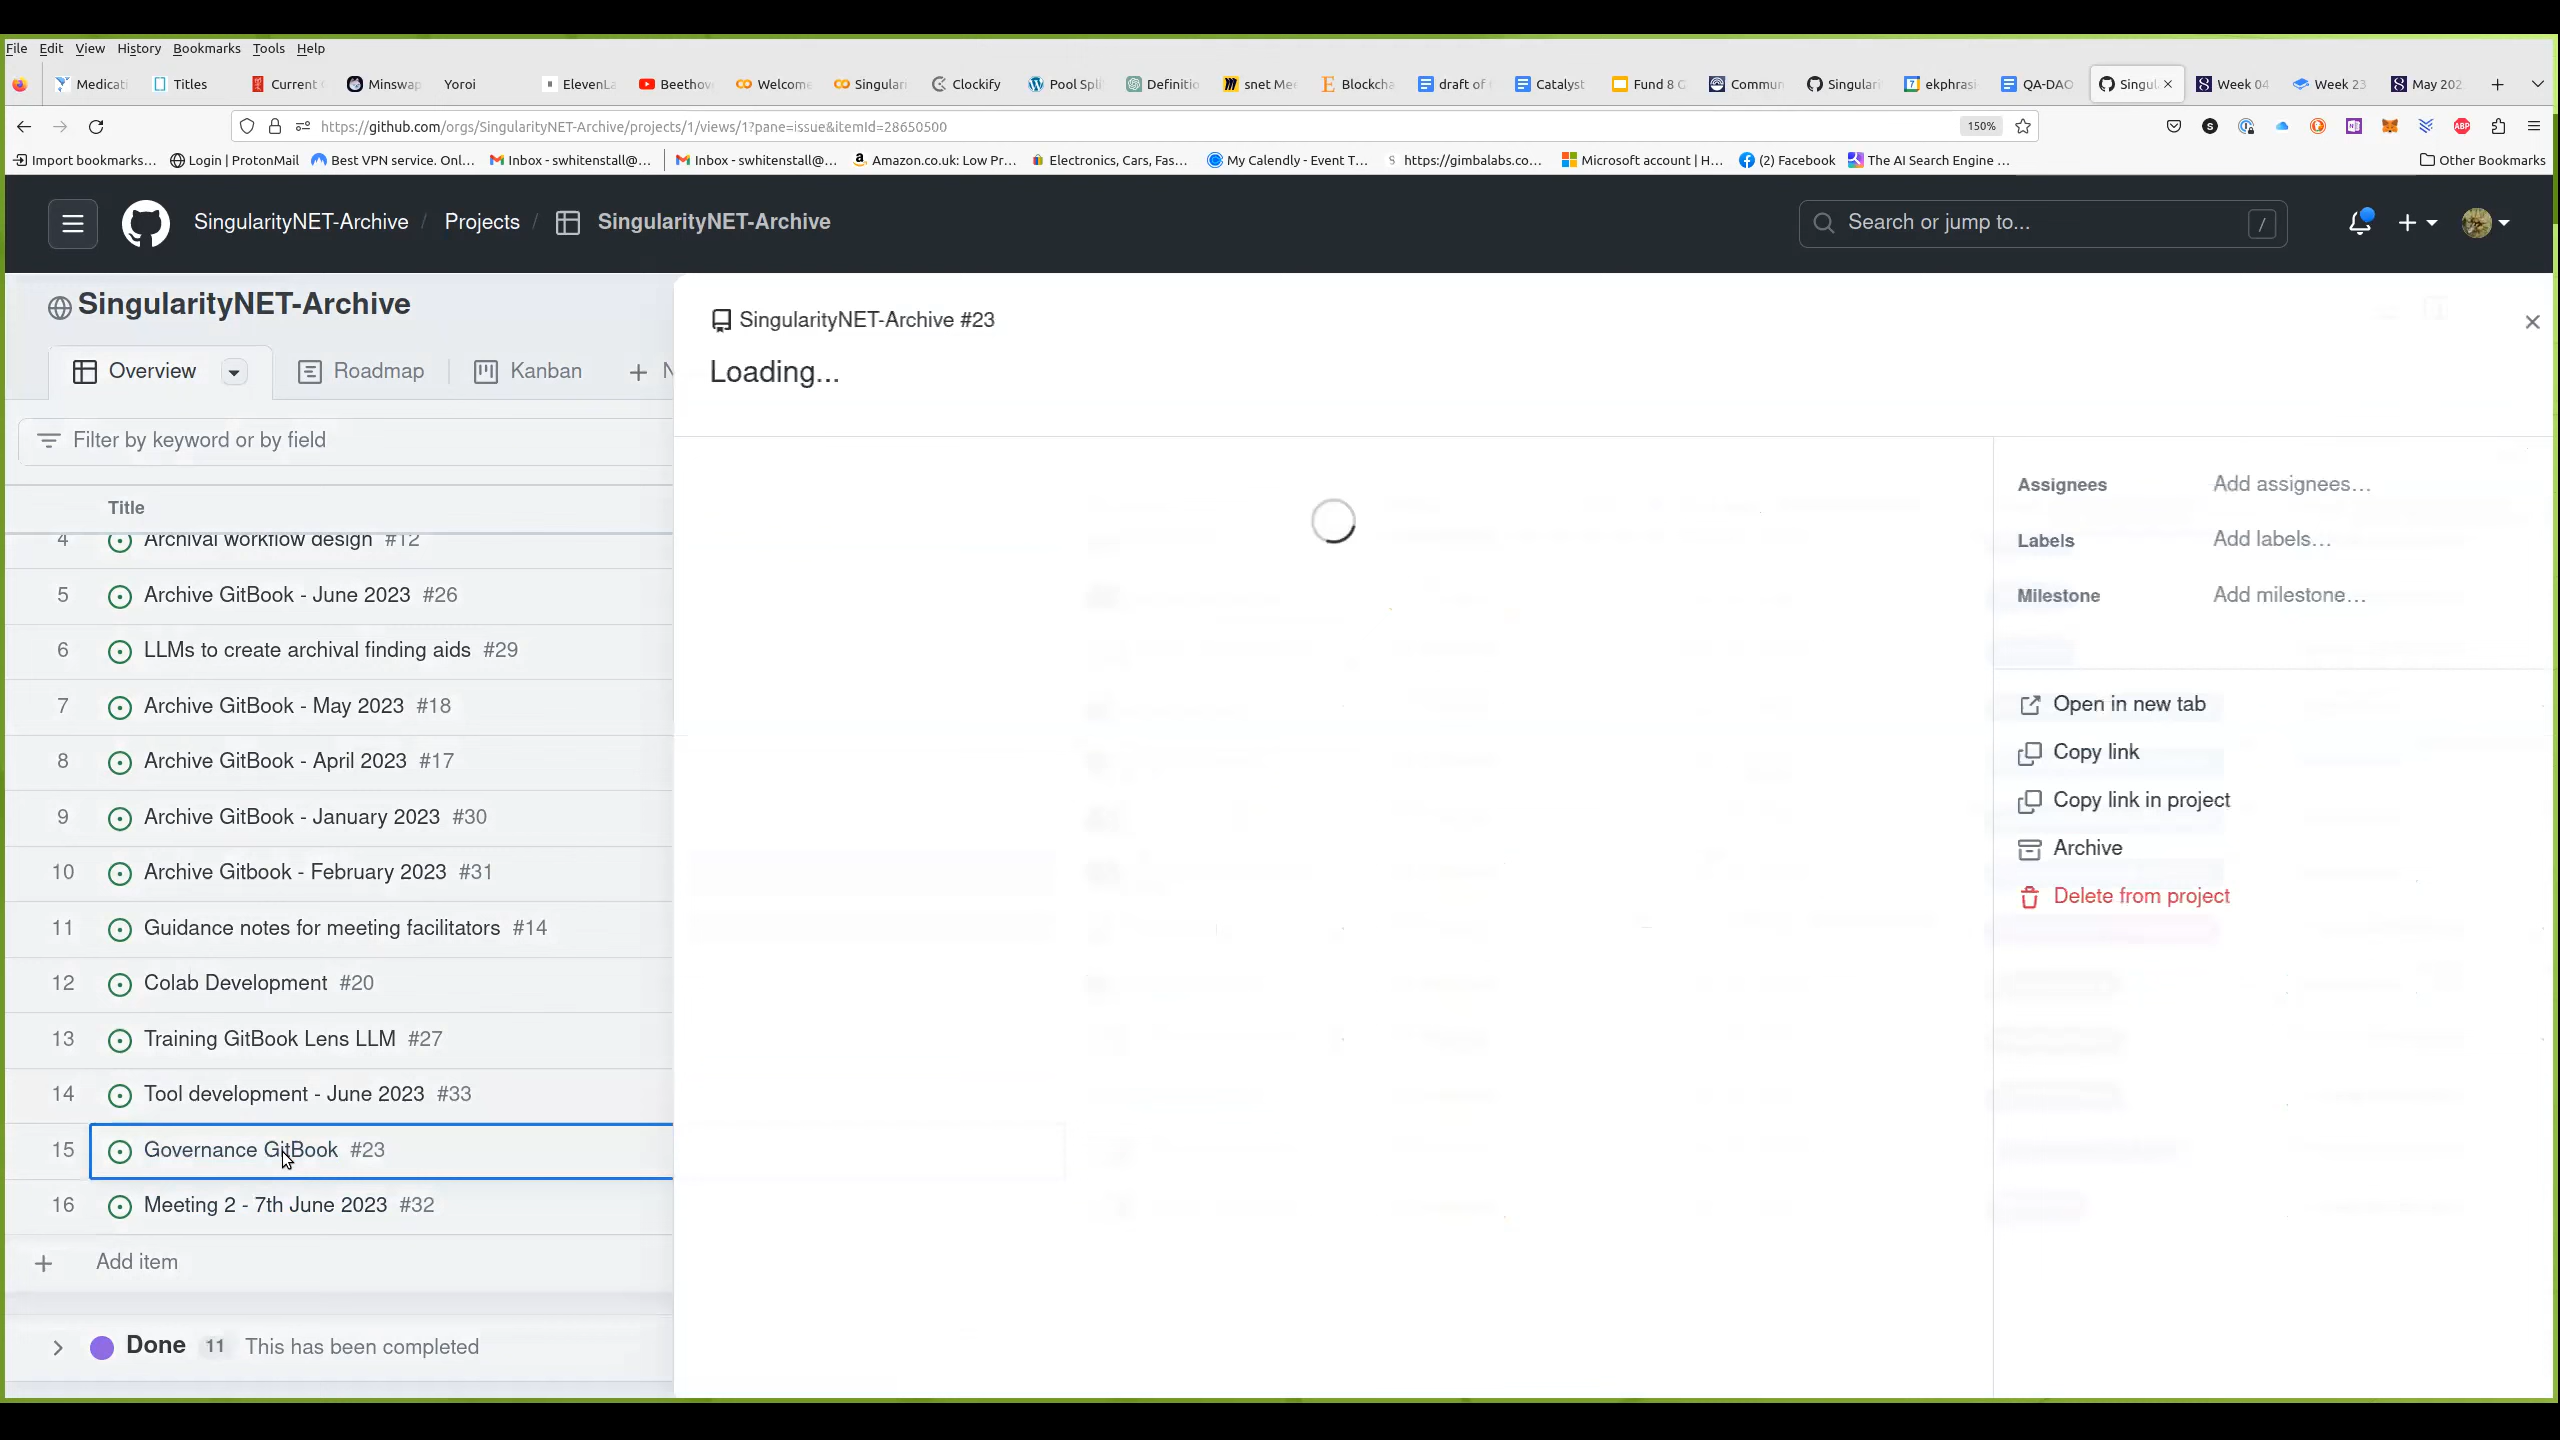 File Edit View History Bookmarks Tools Help
Medicati Titles Current Minswap Yoroi ElevenLa Beethov Welcome Singular Clockify Pool Spli Definitio snet Mee Blockcha draft of Catalyst Fund 8 Commun Singular ekphrasi QA-DAO Singul Week 04 Week 23 May 202
https://github.com/orgs/SingularityNET-Archive/projects/1/views/1?pane=issue&itemId=28650500 150%
Import bookmarks... Login | ProtonMail Best VPN service. Onl... Inbox - swhitenstall@... Inbox - swhitenstall@... Amazon.co.uk: Low Pr... Electronics, Cars, Fas... My Calendly - Event T... https://gimbalabs.co... Microsoft account | H... (2) Facebook The AI Search Engine ... Other Bookmarks
SingularityNET-Archive / Projects / SingularityNET-Archive Search or jump to... /
SingularityNET-Archive
Overview Roadmap Kanban + N
Filter by keyword or by field
Title
4 Archival workflow design #12
5 Archive GitBook - June 2023 #26
6 LLMs to create archival finding aids #29
7 Archive GitBook - May 2023 #18
8 Archive GitBook - April 2023 #17
9 Archive GitBook - January 2023 #30
10 Archive Gitbook - February 2023 #31
11 Guidance notes for meeting facilitators #14
12 Colab Development #20
13 Training GitBook Lens LLM #27
14 Tool development - June 2023 #33
15 Governance GitBook #23
16 Meeting 2 - 7th June 2023 #32
+ Add item
Done 11 This has been completed
SingularityNET-Archive #23
Loading...
Assignees Add assignees...
Labels Add labels...
Milestone Add milestone...
Open in new tab
Copy link
Copy link in project
Archive
Delete from project